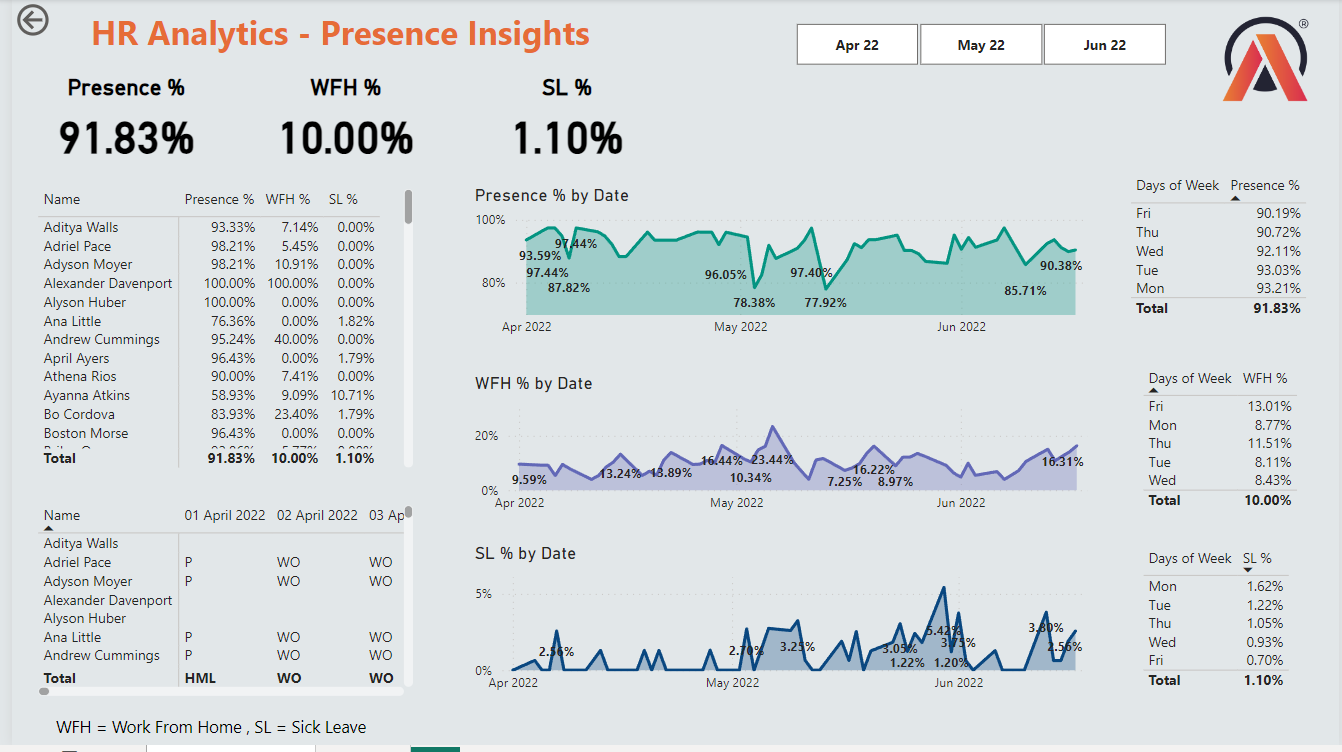 HR Analytics - Presence Insights
Apr 22 May 22 Jun 22
®
Presence % WFH % SL %
91.83% 10.00% 1.10%
Name Presence % WFH % SL %
Aditya Walls 93.33% 7.14% 0.00%
Adriel Pace 98.21% 5.45% 0.00%
Adyson Moyer 98.21% 10.91% 0.00%
Alexander Davenport 100.00% 100.00% 0.00%
Alyson Huber 100.00% 0.00% 0.00%
Ana Little 76.36% 0.00% 1.82%
Andrew Cummings 95.24% 40.00% 0.00%
April Ayers 96.43% 0.00% 1.79%
Athena Rios 90.00% 7.41% 0.00%
Ayanna Atkins 58.93% 9.09% 10.71%
Bo Cordova 83.93% 23.40% 1.79%
Boston Morse 96.43% 0.00% 0.00%
Total 91.83% 10.00% 1.10%
Presence % by Date
100%
97.44%
93.59%
97.44% 96.05% 97.40% 90.38%
80% 87.82% 85.71%
78.38% 77.92%
Apr 2022 May 2022 Jun 2022
Days of Week Presence %
Fri 90.19%
Thu 90.72%
Wed 92.11%
Tue 93.03%
Mon 93.21%
Total 91.83%
WFH % by Date
20%
16.44% 23.44% 16.31%
13.24% 13.89% 16.22%
9.59% 10.34% 7.25% 8.97%
0%
Apr 2022 May 2022 Jun 2022
Days of Week WFH %
Fri 13.01%
Mon 8.77%
Thu 11.51%
Tue 8.11%
Wed 8.43%
Total 10.00%
Name 01 April 2022 02 April 2022 03 Ap
Aditya Walls
Adriel Pace P WO WO
Adyson Moyer P WO WO
Alexander Davenport
Alyson Huber
Ana Little P WO WO
Andrew Cummings P WO WO
Total HML WO WO
SL % by Date
5%
5.42% 3.80%
2.56% 2.70% 3.25% 3.05% 3.75% 2.56%
1.22% 1.20%
0%
Apr 2022 May 2022 Jun 2022
Days of Week SL %
Mon 1.62%
Tue 1.22%
Thu 1.05%
Wed 0.93%
Fri 0.70%
Total 1.10%
WFH = Work From Home , SL = Sick Leave